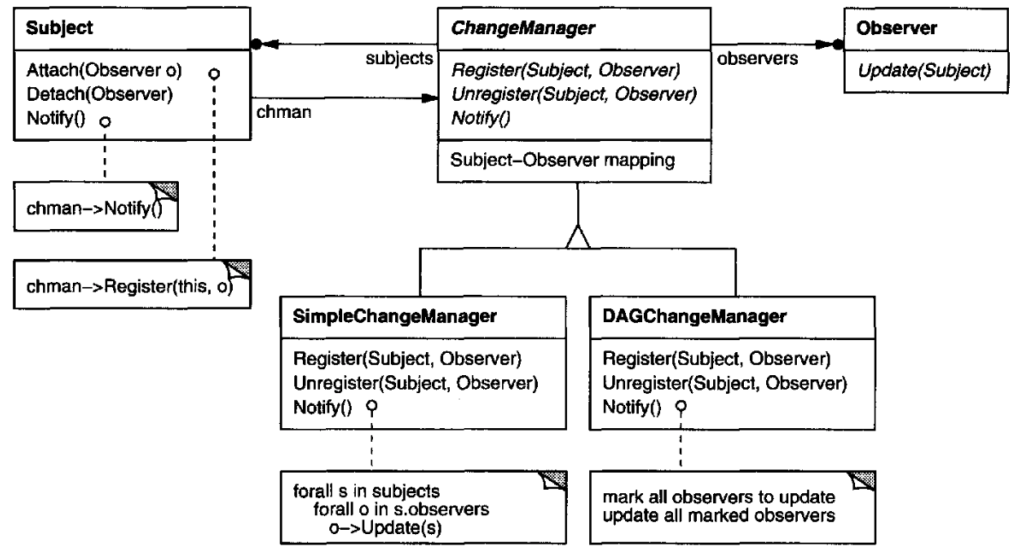 Subject
Attach(Observer o)
Detach(Observer)
Notify()
chman->Notify()
chman->Register(this, o)
subjects
chman
ChangeManager
Register(Subject, Observer)
Unregister(Subject, Observer)
Notify()
Subject-Observer mapping
observers
Observer
Update(Subject)
SimpleChangeManager
Register(Subject, Observer)
Unregister(Subject, Observer)
Notify()
forall s in subjects
forall o in s.observers
o->Update(s)
DAGChangeManager
Register(Subject, Observer)
Unregister(Subject, Observer)
Notify()
mark all observers to update
update all marked observers